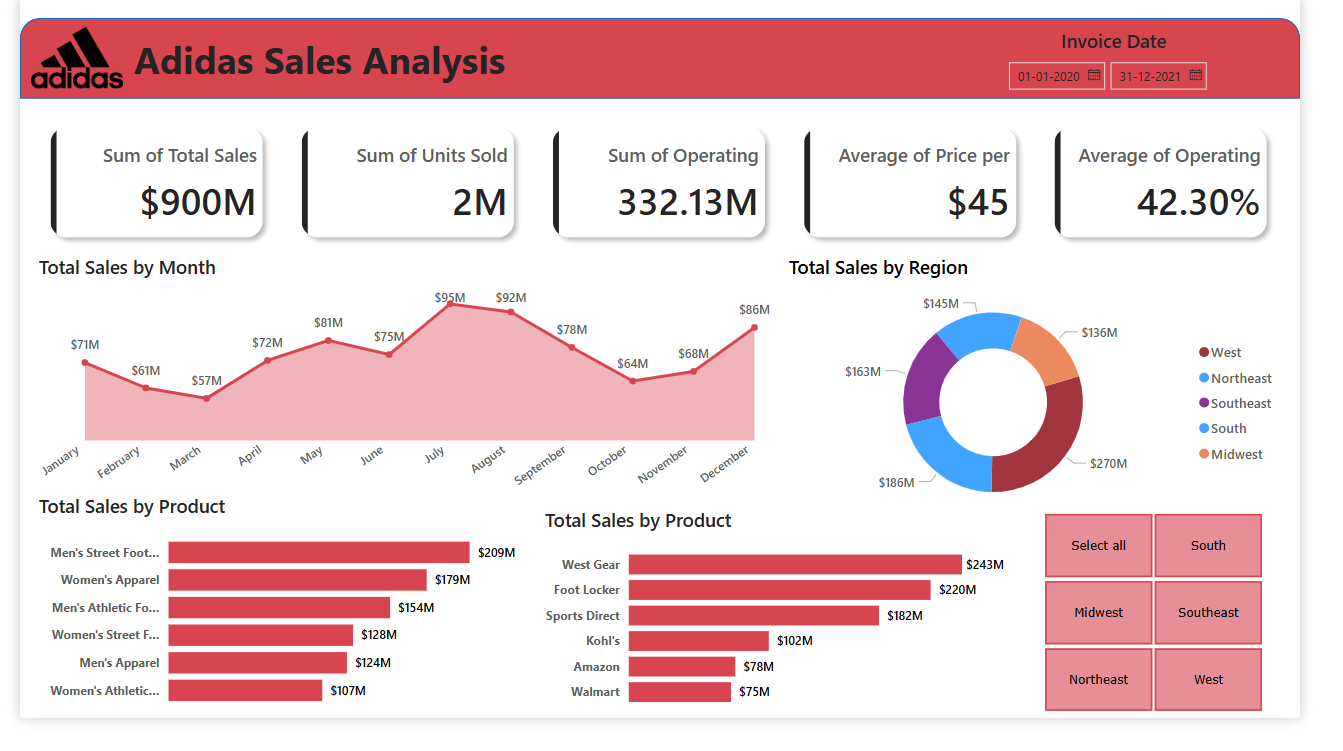 adidas
Adidas Sales Analysis
Invoice Date
01-01-2020
31-12-2021
Sum of Total Sales
$900M
Sum of Units Sold
2M
Sum of Operating
332.13M
Average of Price per
$45
Average of Operating
42.30%
Total Sales by Month
$71M
$61M
$57M
$72M
$81M
$75M
$95M
$92M
$78M
$64M
$68M
$86M
January
February
March
April
May
June
July
August
September
October
November
December
Total Sales by Region
$145M
$136M
$163M
$186M
$270M
West
Northeast
Southeast
South
Midwest
Total Sales by Product
Men's Street Foot... $209M
Women's Apparel $179M
Men's Athletic Fo... $154M
Women's Street F... $128M
Men's Apparel $124M
Women's Athletic... $107M
Total Sales by Product
West Gear $243M
Foot Locker $220M
Sports Direct $182M
Kohl's $102M
Amazon $78M
Walmart $75M
Select all
South
Midwest
Southeast
Northeast
West